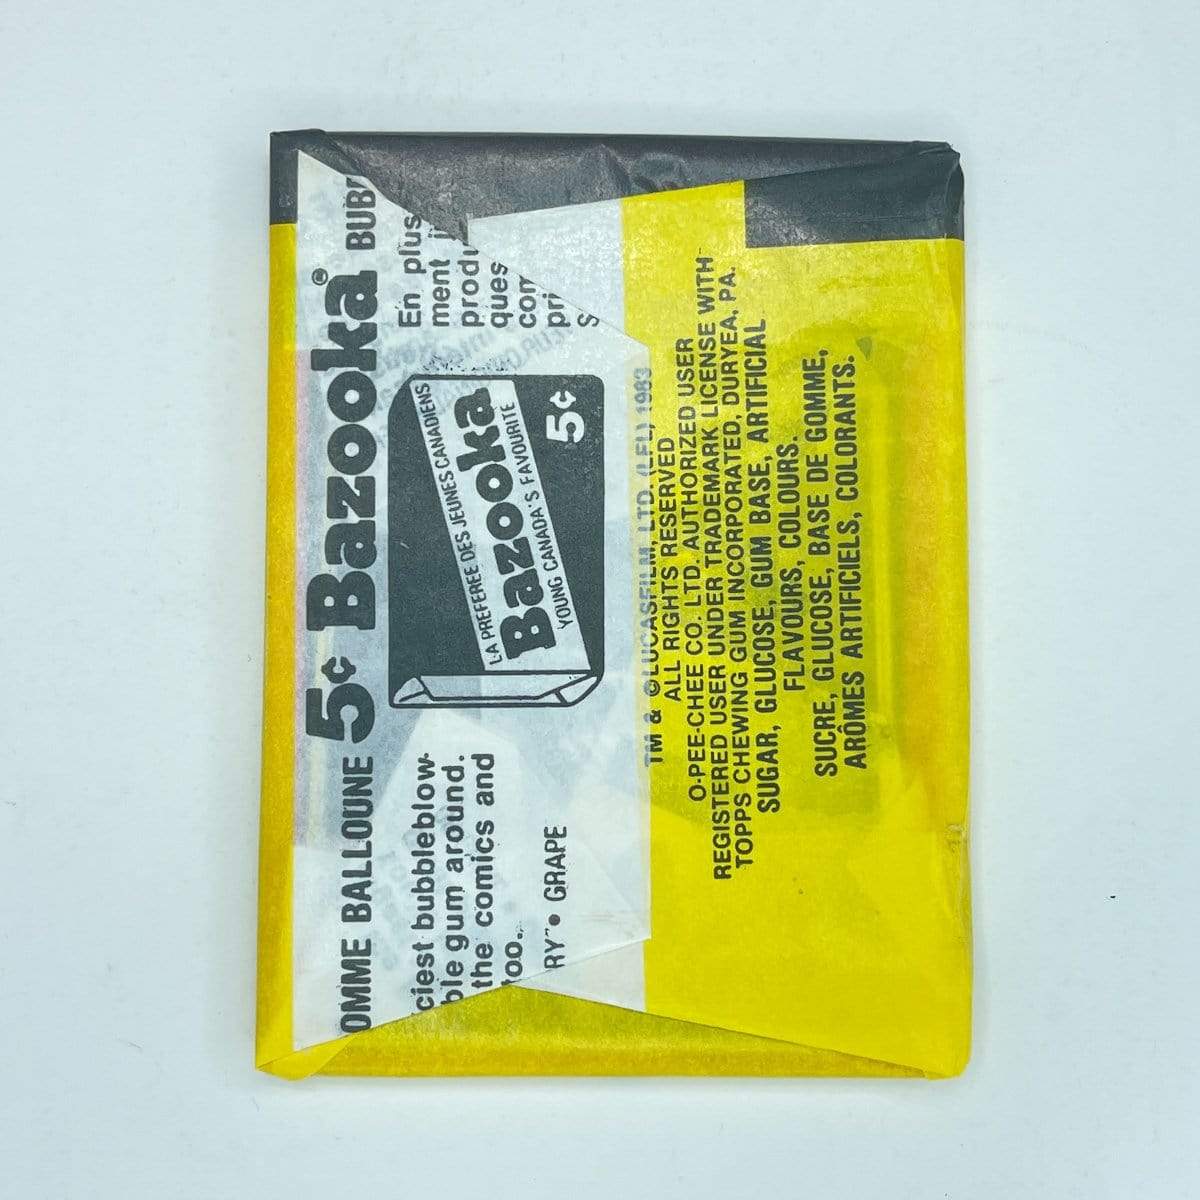 OMME BALLOUNE 5¢ Bazooka® BUBB
ciest bubbleblow-
ble gum around.
the comics and
too.
RY"• GRAPE
LA PREFEREE DES JEUNES CANADIENS
Bazooka
YOUNG CANADA'S FAVOURITE
5¢
En plus
ment
produ
ques
com
pri
S
TM & ©LUCASFILM, LTD. (LFL) 1983
ALL RIGHTS RESERVED
O-PEE-CHEE CO. LTD. AUTHORIZED USER
REGISTERED USER UNDER TRADEMARK LICENSE WITH
TOPPS CHEWING GUM INCORPORATED, DURYEA, PA.
SUGAR, GLUCOSE, GUM BASE, ARTIFICIAL
FLAVOURS, COLOURS.
SUCRE, GLUCOSE, BASE DE GOMME,
ARÔMES ARTIFICIELS, COLORANTS.